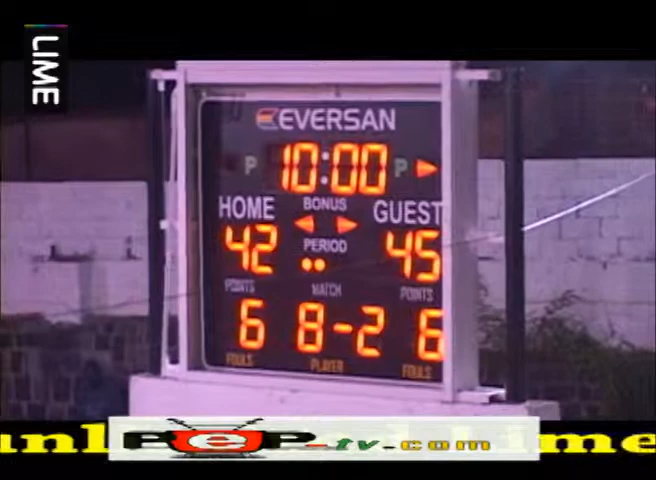 LIME
EVERSAN
P 10:00 P
HOME BONUS GUEST
42 PERIOD 45
POINTS MATCH POINTS
6 8-2 6
FOULS PLAYER FOULS
PeP-tv.com